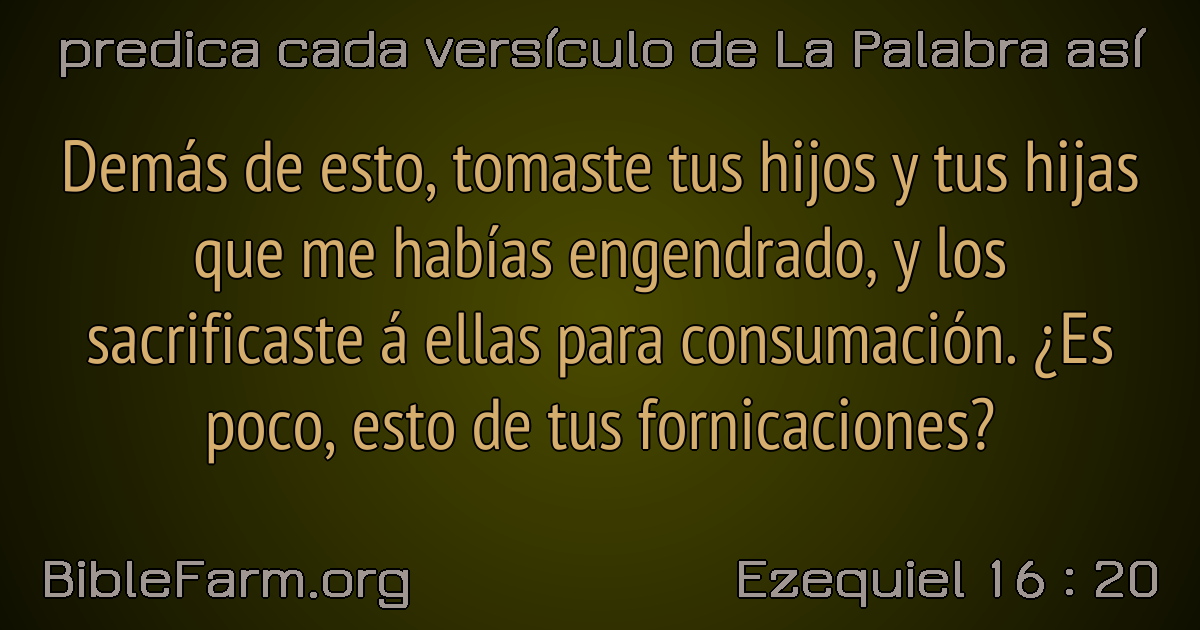 predica cada versículo de La Palabra así
Demás de esto, tomaste tus hijos y tus hijas
que me habías engendrado, y los
sacrificaste á ellas para consumación. ¿Es
poco, esto de tus fornicaciones?
BibleFarm.org
Ezequiel 16 : 20